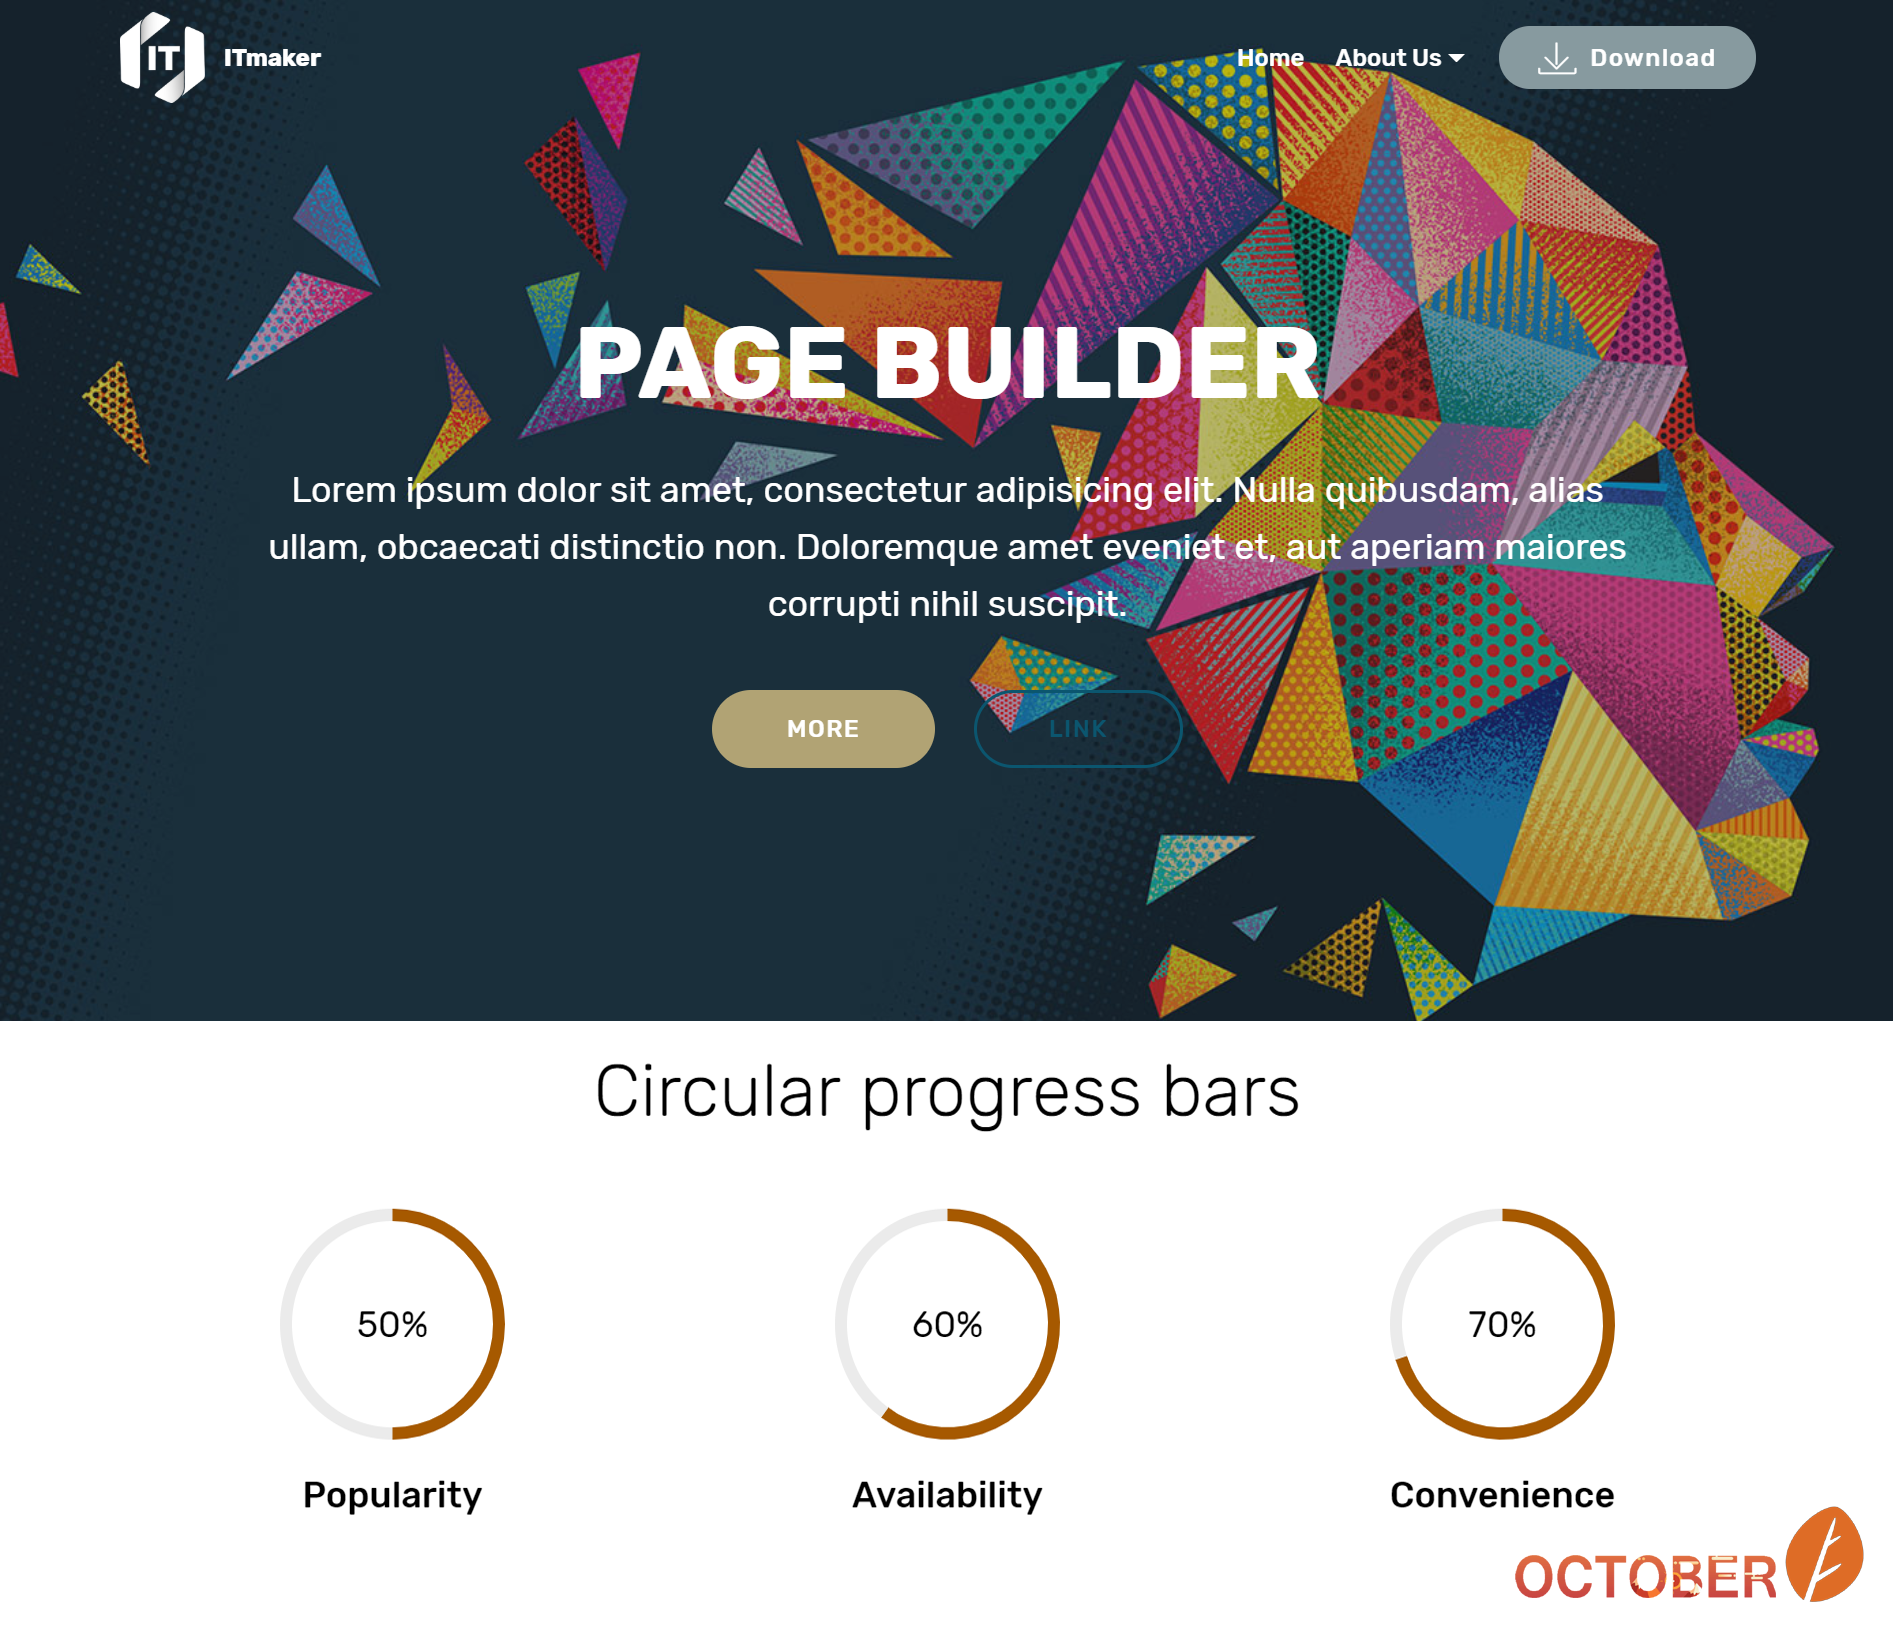 IT ITmaker
Home About Us Download
PAGE BUILDER
Lorem ipsum dolor sit amet, consectetur adipisicing elit. Nulla quibusdam, alias
ullam, obcaecati distinctio non. Doloremque amet eveniet et, aut aperiam maiores
corrupti nihil suscipit.
MORE LINK
Circular progress bars
50% 60% 70%
Popularity Availability Convenience
OCTOBER